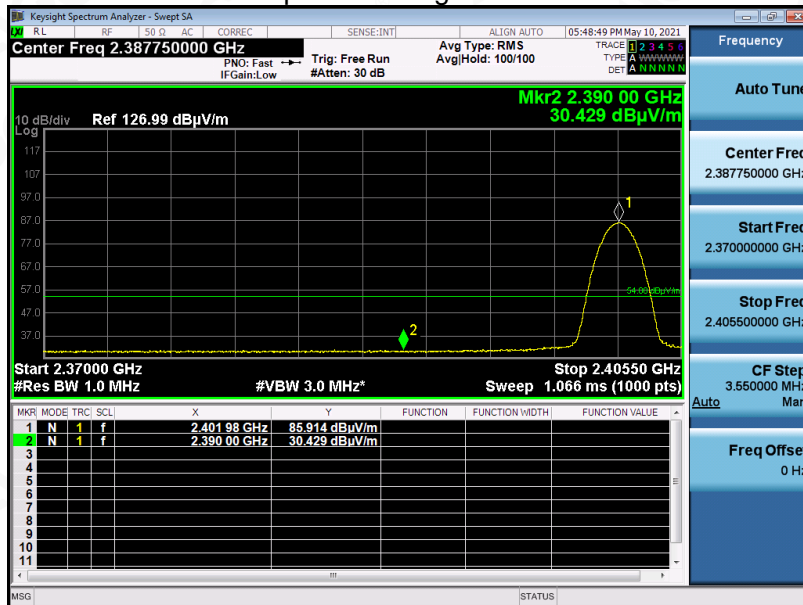 Keysight Spectrum Analyzer - Swept SA
RL RF 50 Ω AC CORREC SENSE:INT ALIGN AUTO 05:48:49 PM May 10, 2021
Center Freq 2.387750000 GHz Avg Type: RMS TRACE 1 2 3 4 5 6
PNO: Fast Trig: Free Run Avg|Hold: 100/100 TYPE A WWWWW
IFGain:Low #Atten: 30 dB DET A N N N N N
Frequency
Mkr2 2.390 00 GHz
10 dB/div Ref 126.99 dBµV/m 30.429 dBµV/m
Log
117
107
97.0
87.0
77.0
67.0
57.0
47.0
37.0
1
54.00 dBµV/m
2
Start 2.37000 GHz Stop 2.40550 GHz
#Res BW 1.0 MHz #VBW 3.0 MHz* Sweep 1.066 ms (1000 pts)
MKR MODE TRC SCL X Y FUNCTION FUNCTION WIDTH FUNCTION VALUE
1 N 1 f 2.401 98 GHz 85.914 dBµV/m
2 N 1 f 2.390 00 GHz 30.429 dBµV/m
3
4
5
6
7
8
9
10
11
MSG STATUS
Auto Tune
Center Freq
2.387750000 GHz
Start Freq
2.370000000 GHz
Stop Freq
2.405500000 GHz
CF Step
3.550000 MHz
Auto Man
Freq Offset
0 Hz